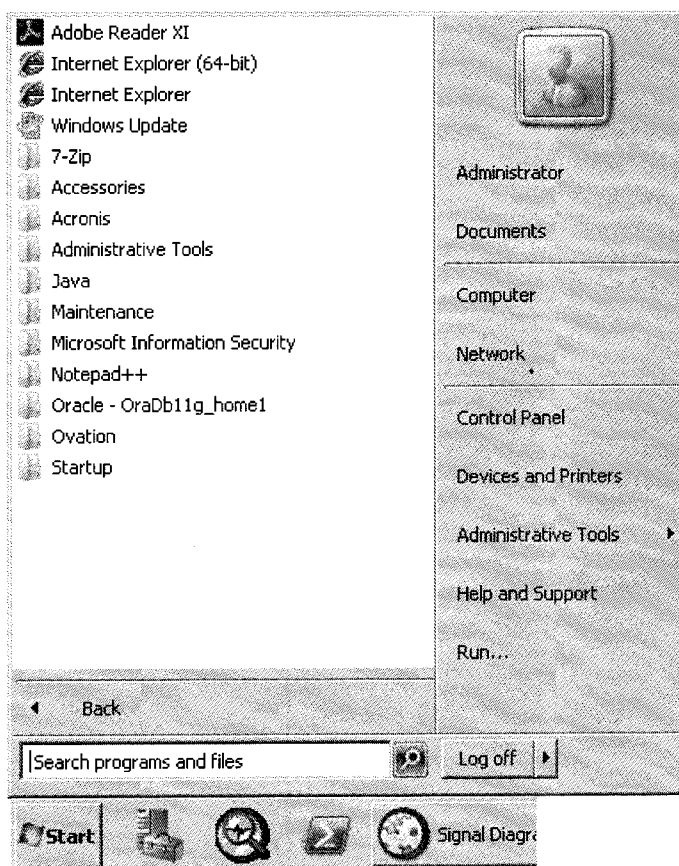 Adobe Reader XI
Internet Explorer (64-bit)
Internet Explorer
Windows Update
7-Zip
Accessories
Acronis
Administrative Tools
Java
Maintenance
Microsoft Information Security
Notepad++
Oracle - OraDb11g_home1
Ovation
Startup
Back
Search programs and files
Administrator
Documents
Computer
Network
Control Panel
Devices and Printers
Administrative Tools
Help and Support
Run...
Log off
Start
Signal Diagra